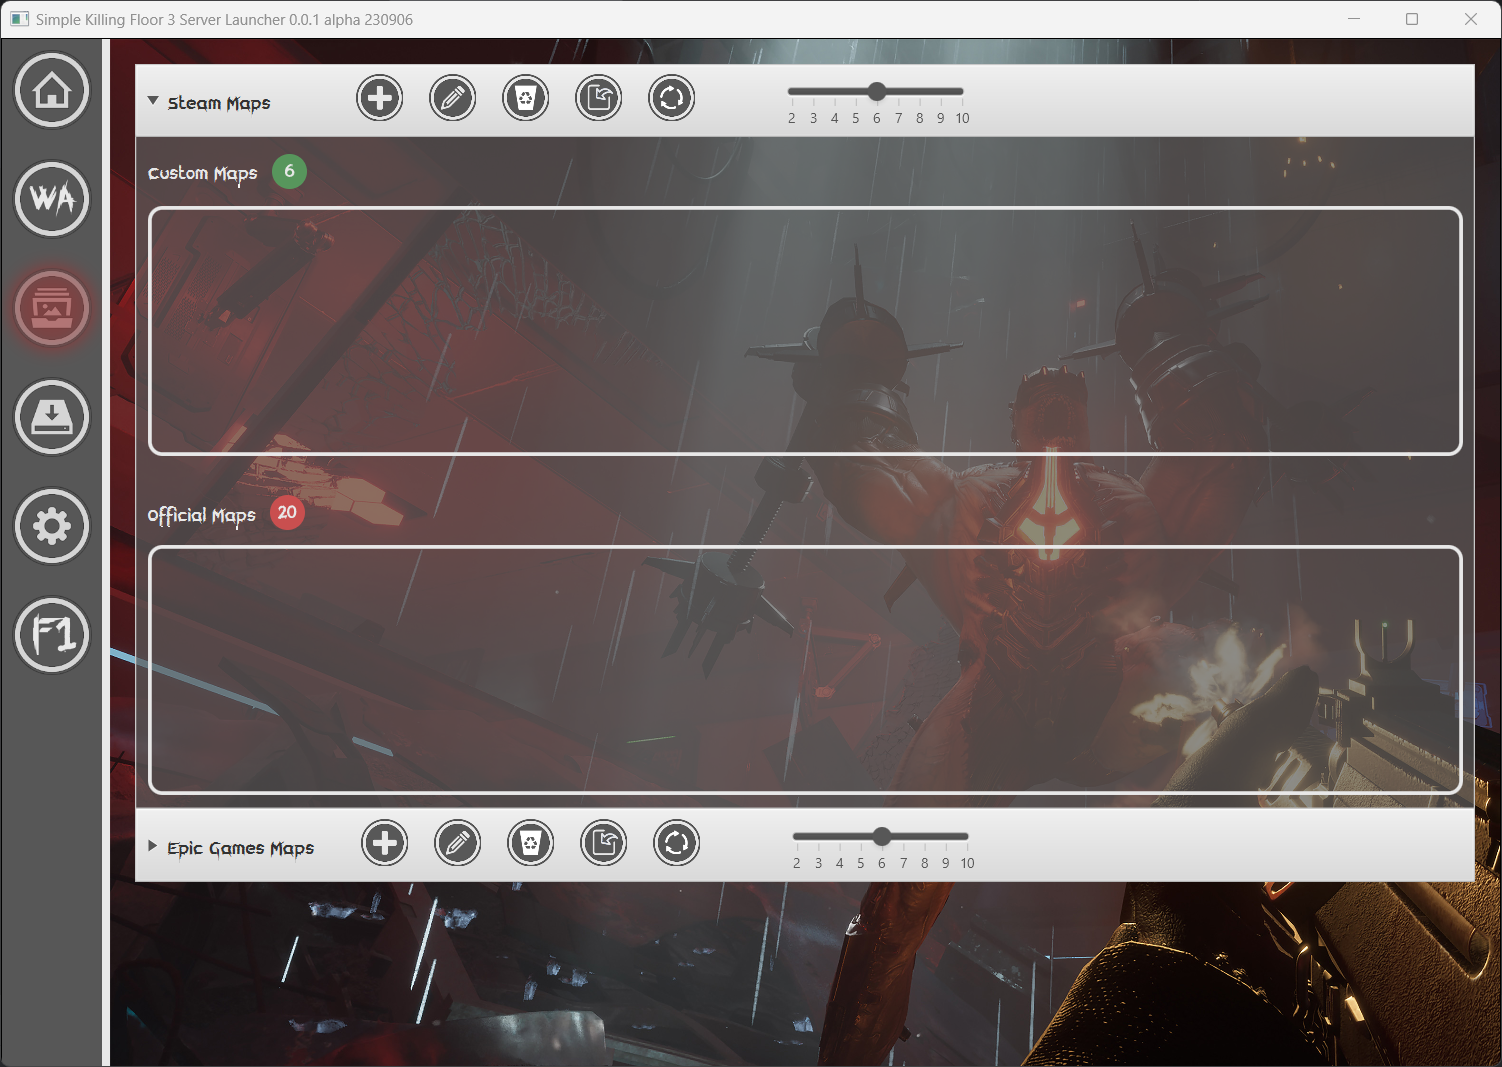 Simple Killing Floor 3 Server Launcher 0.0.1 alpha 230906
WA
F1
Steam Maps
2 3 4 5 6 7 8 9 10
Custom Maps 6
Official Maps 20
Epic Games Maps
2 3 4 5 6 7 8 9 10